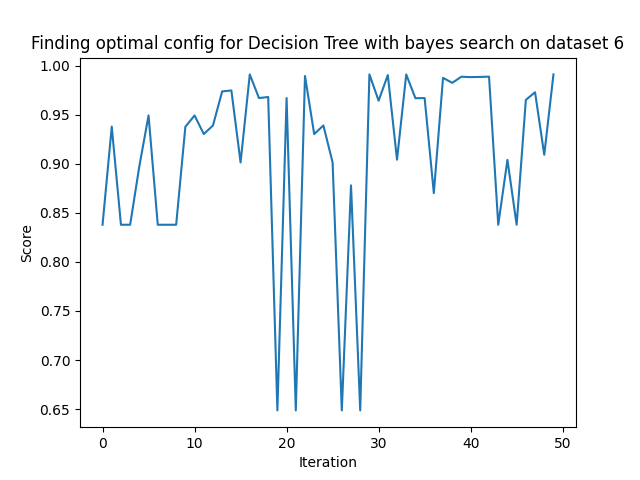 Finding optimal config for Decision Tree with bayes search on dataset 6
1.00
0.95
0.90
0.85
0.80
0.75
0.70
0.65
Score
0 10 20 30 40 50
Iteration